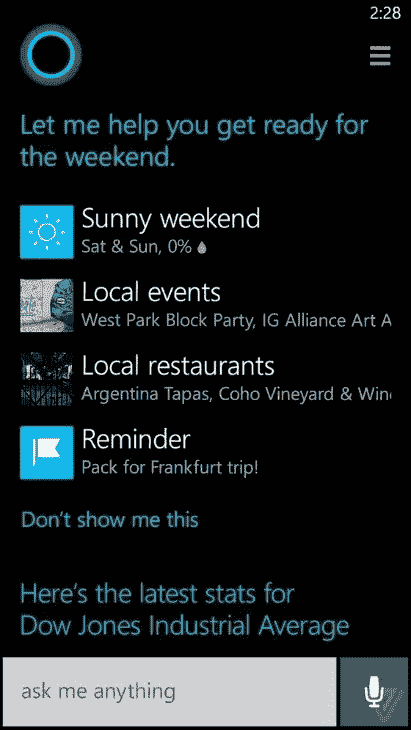 2:28
Let me help you get ready for
the weekend.
Sunny weekend
Sat & Sun, 0%
Local events
West Park Block Party, IG Alliance Art A
Local restaurants
Argentina Tapas, Coho Vineyard & Win
Reminder
Pack for Frankfurt trip!
Don't show me this
Here's the latest stats for
Dow Jones Industrial Average
ask me anything